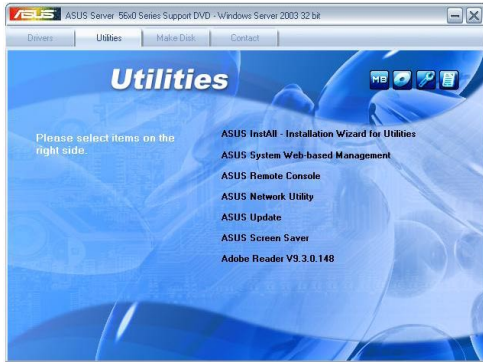 ASUS ASUS Server 56x0 Series Support DVD - Windows Server 2003 32 bit
Drivers Utilities Make Disk Contact
Utilities
MB
Please select items on the
right side.
ASUS InstAll - Installation Wizard for Utilities
ASUS System Web-based Management
ASUS Remote Console
ASUS Network Utility
ASUS Update
ASUS Screen Saver
Adobe Reader V9.3.0.148